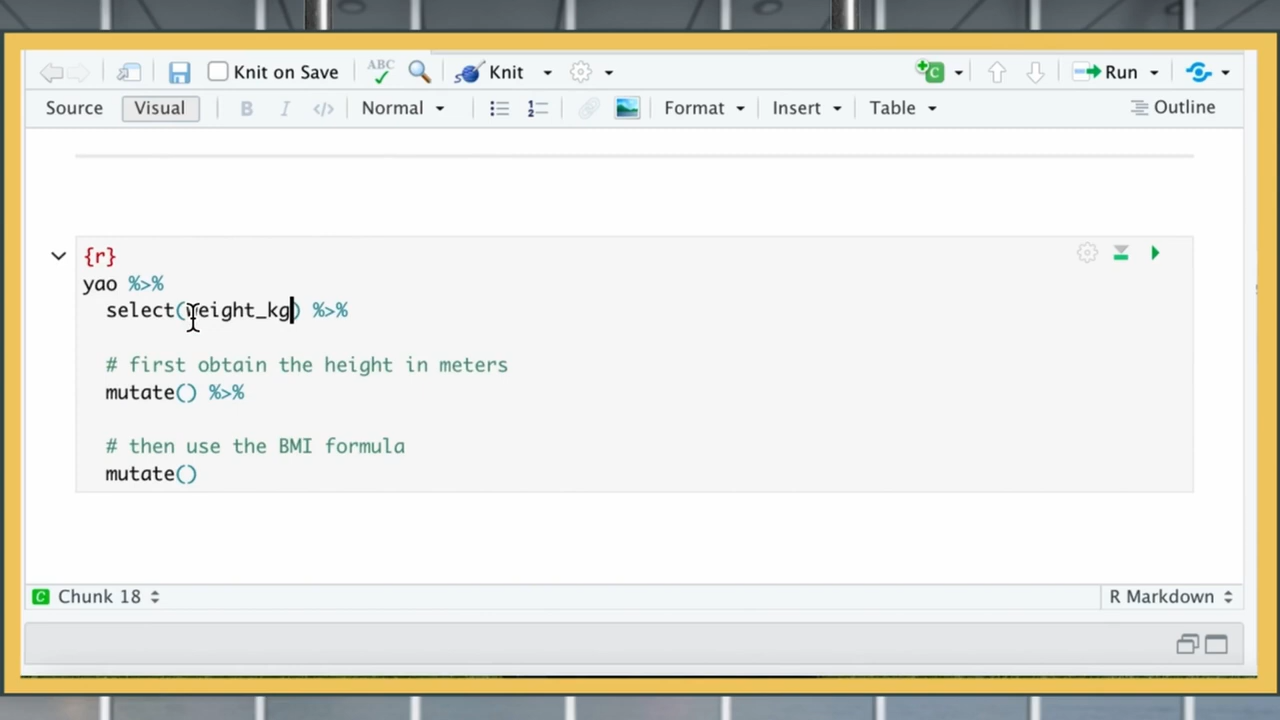 Knit on Save ABC Knit Run
Source Visual B I </> Normal Format Insert Table Outline
{r}
yao %>%
select(weight_kg) %>%
# first obtain the height in meters
mutate() %>%
# then use the BMI formula
mutate()
C Chunk 18 R Markdown